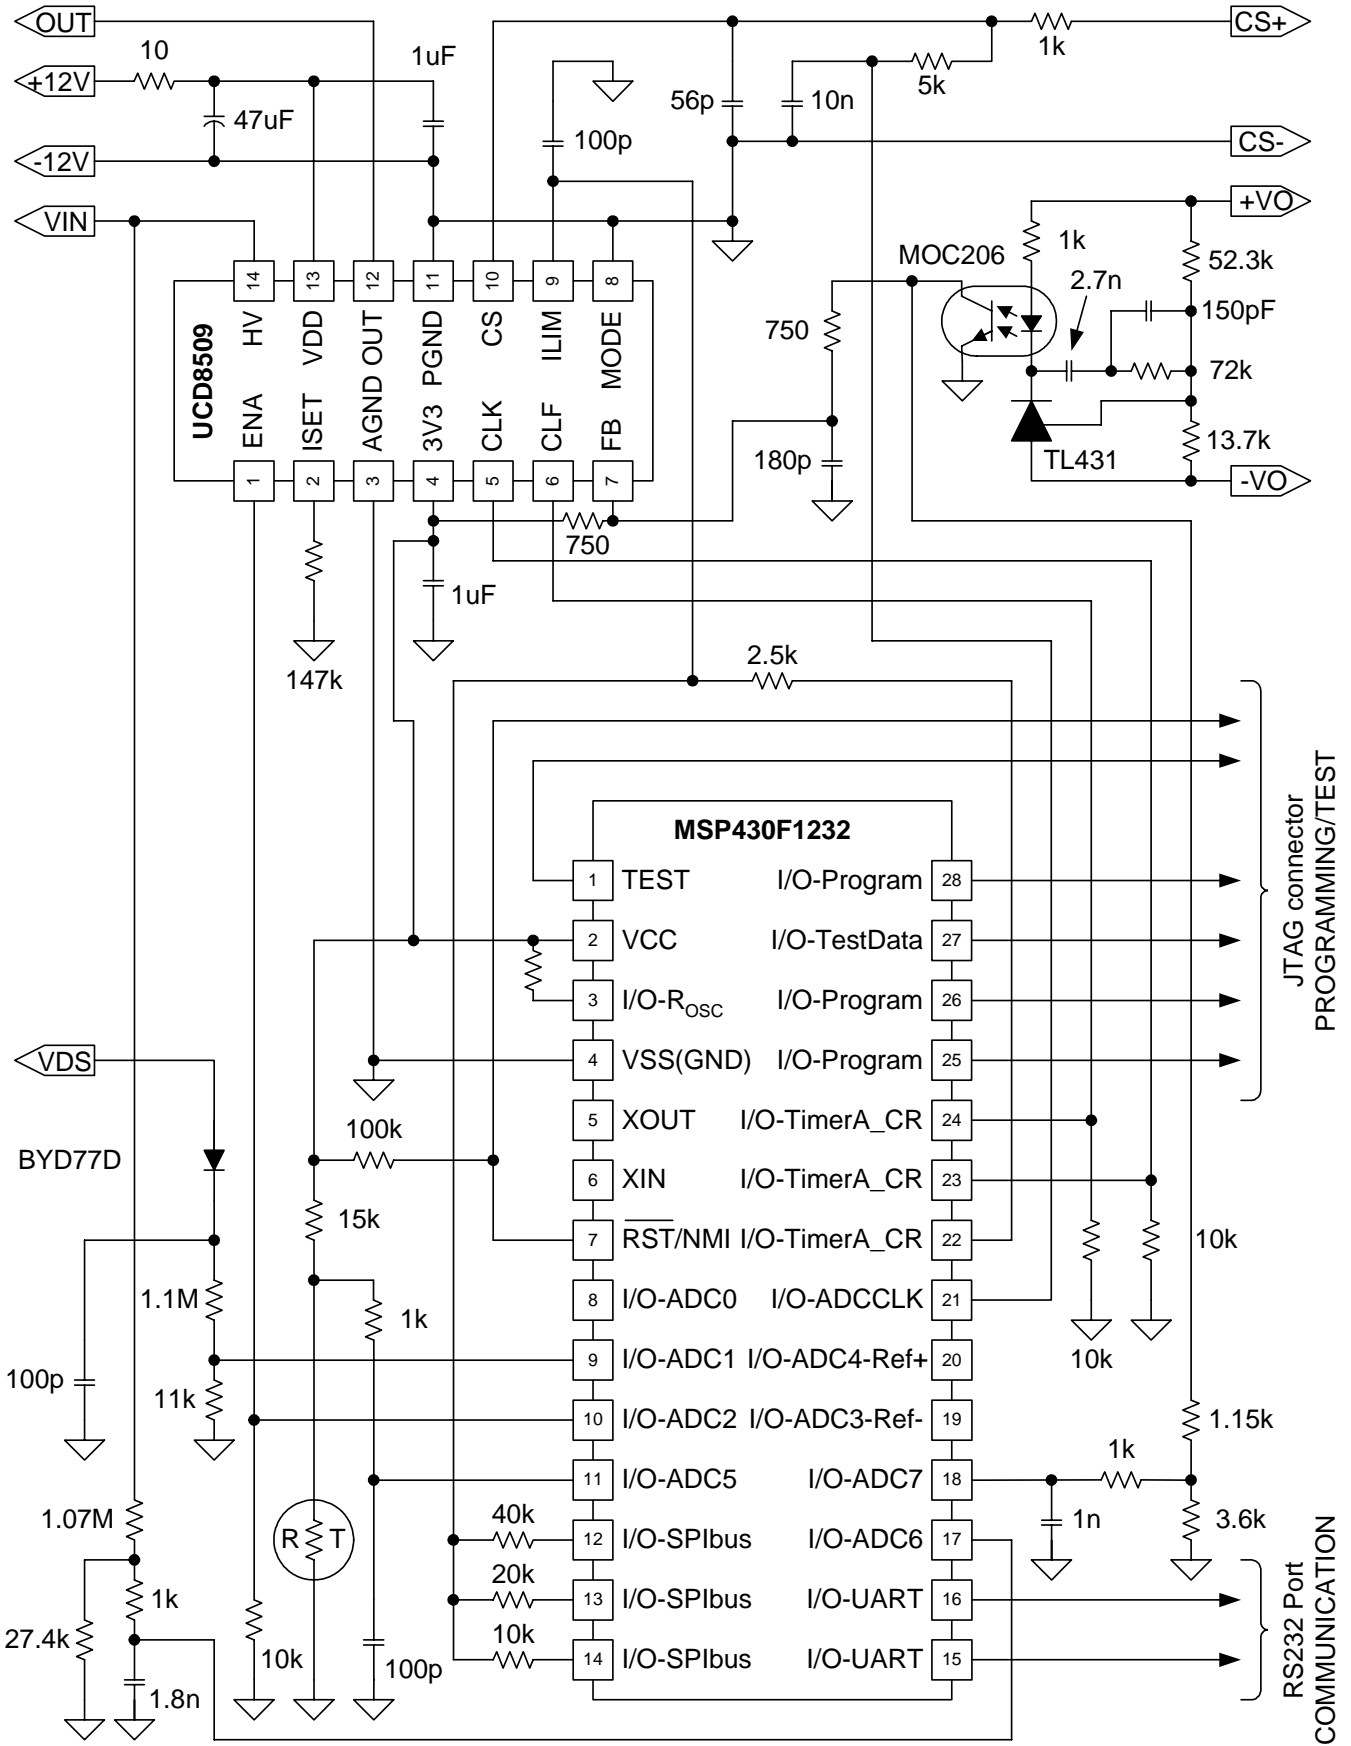 OUT
10
+12V
47uF
1uF
-12V
VIN
100p
56p
10n
5k
1k
CS+
CS-
+VO
MOC206
1k
2.7n
52.3k
150pF
72k
13.7k
TL431
-VO
750
180p
UCD8509
14
13
12
11
10
9
8
HV
VDD
OUT
PGND
CS
ILIM
MODE
ENA
ISET
AGND
3V3
CLK
CLF
FB
1
2
3
4
5
6
7
750
1uF
147k
2.5k
JTAG connector
PROGRAMMING/TEST
MSP430F1232
1 TEST I/O-Program 28
2 VCC I/O-TestData 27
3 I/O-ROSC I/O-Program 26
4 VSS(GND) I/O-Program 25
5 XOUT I/O-TimerA_CR 24
6 XIN I/O-TimerA_CR 23
7 RST/NMI I/O-TimerA_CR 22
8 I/O-ADC0 I/O-ADCCLK 21
9 I/O-ADC1 I/O-ADC4-Ref+ 20
10 I/O-ADC2 I/O-ADC3-Ref- 19
11 I/O-ADC5 I/O-ADC7 18
12 I/O-SPIbus I/O-ADC6 17
13 I/O-SPIbus I/O-UART 16
14 I/O-SPIbus I/O-UART 15
VDS
BYD77D
100k
15k
1.1M
1k
100p
11k
10k
10k
1.15k
1k
1n
3.6k
1.07M
R T
40k
20k
10k
1k
27.4k
1.8n
10k
100p
RS232 Port
COMMUNICATION